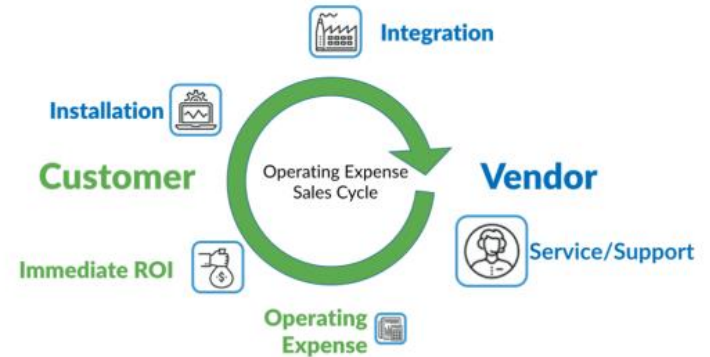 Integration
Installation
Customer
Operating Expense
Sales Cycle
Vendor
Immediate ROI
Service/Support
Operating
Expense